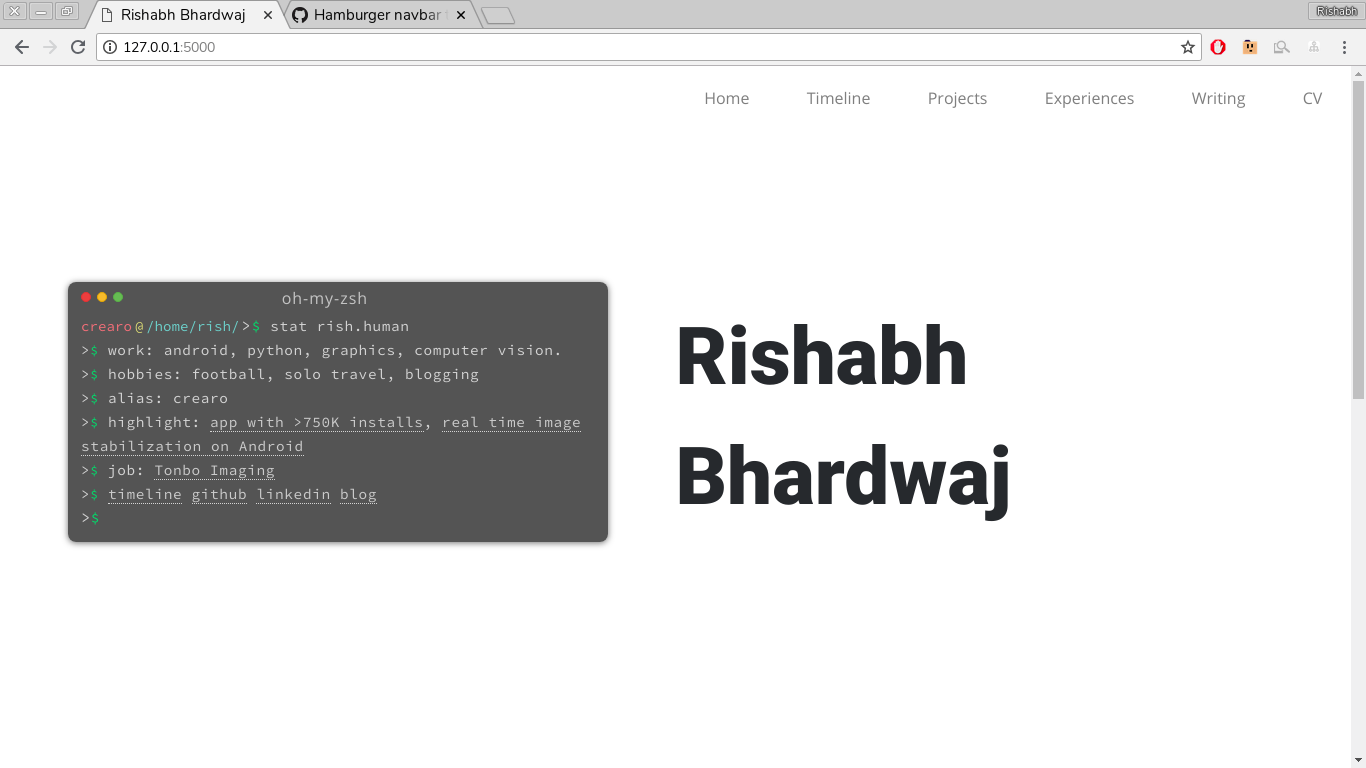 Rishabh Bhardwaj
Hamburger navbar
Rishabh
127.0.0.1:5000
Home Timeline Projects Experiences Writing CV
oh-my-zsh
crearo@/home/rish/>$ stat rish.human
>$ work: android, python, graphics, computer vision.
>$ hobbies: football, solo travel, blogging
>$ alias: crearo
>$ highlight: app with >750K installs, real time image
stabilization on Android
>$ job: Tonbo Imaging
>$ timeline github linkedin blog
>$
Rishabh
Bhardwaj